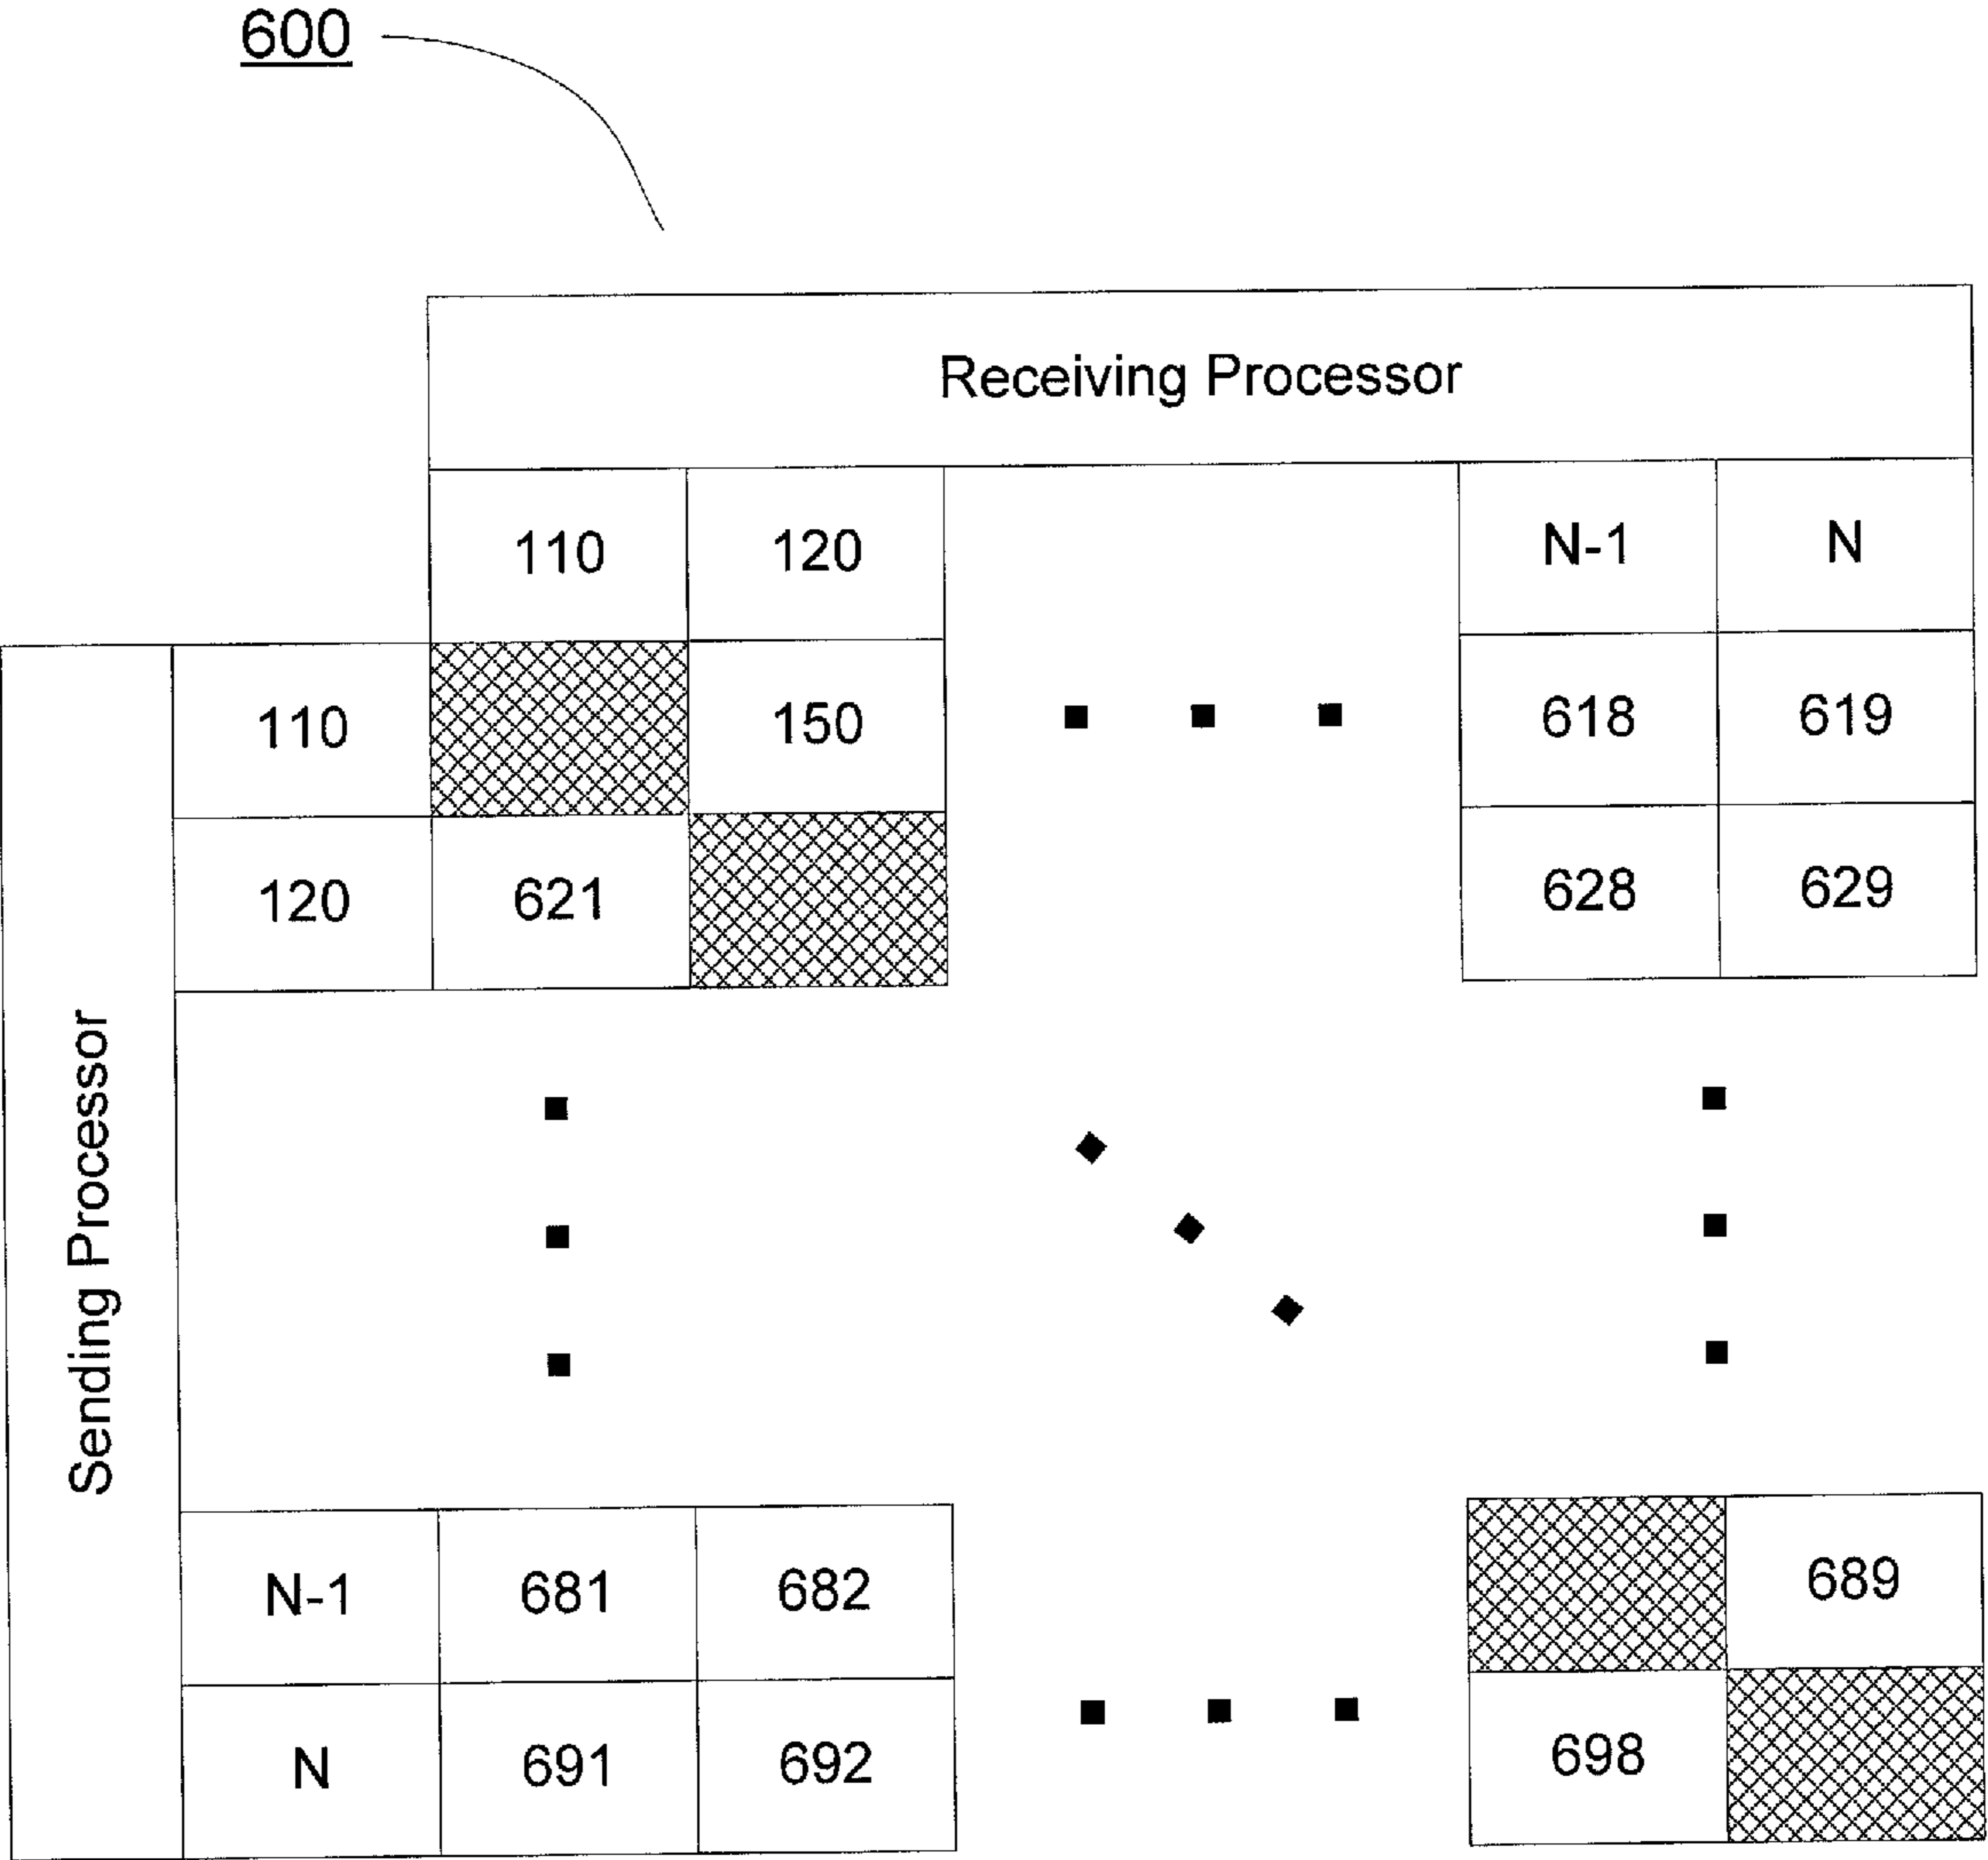 600
Receiving Processor
110 120 N-1 N
110 150 618 619
120 621 628 629
Sending Processor
N-1 681 682 689
N 691 692 698